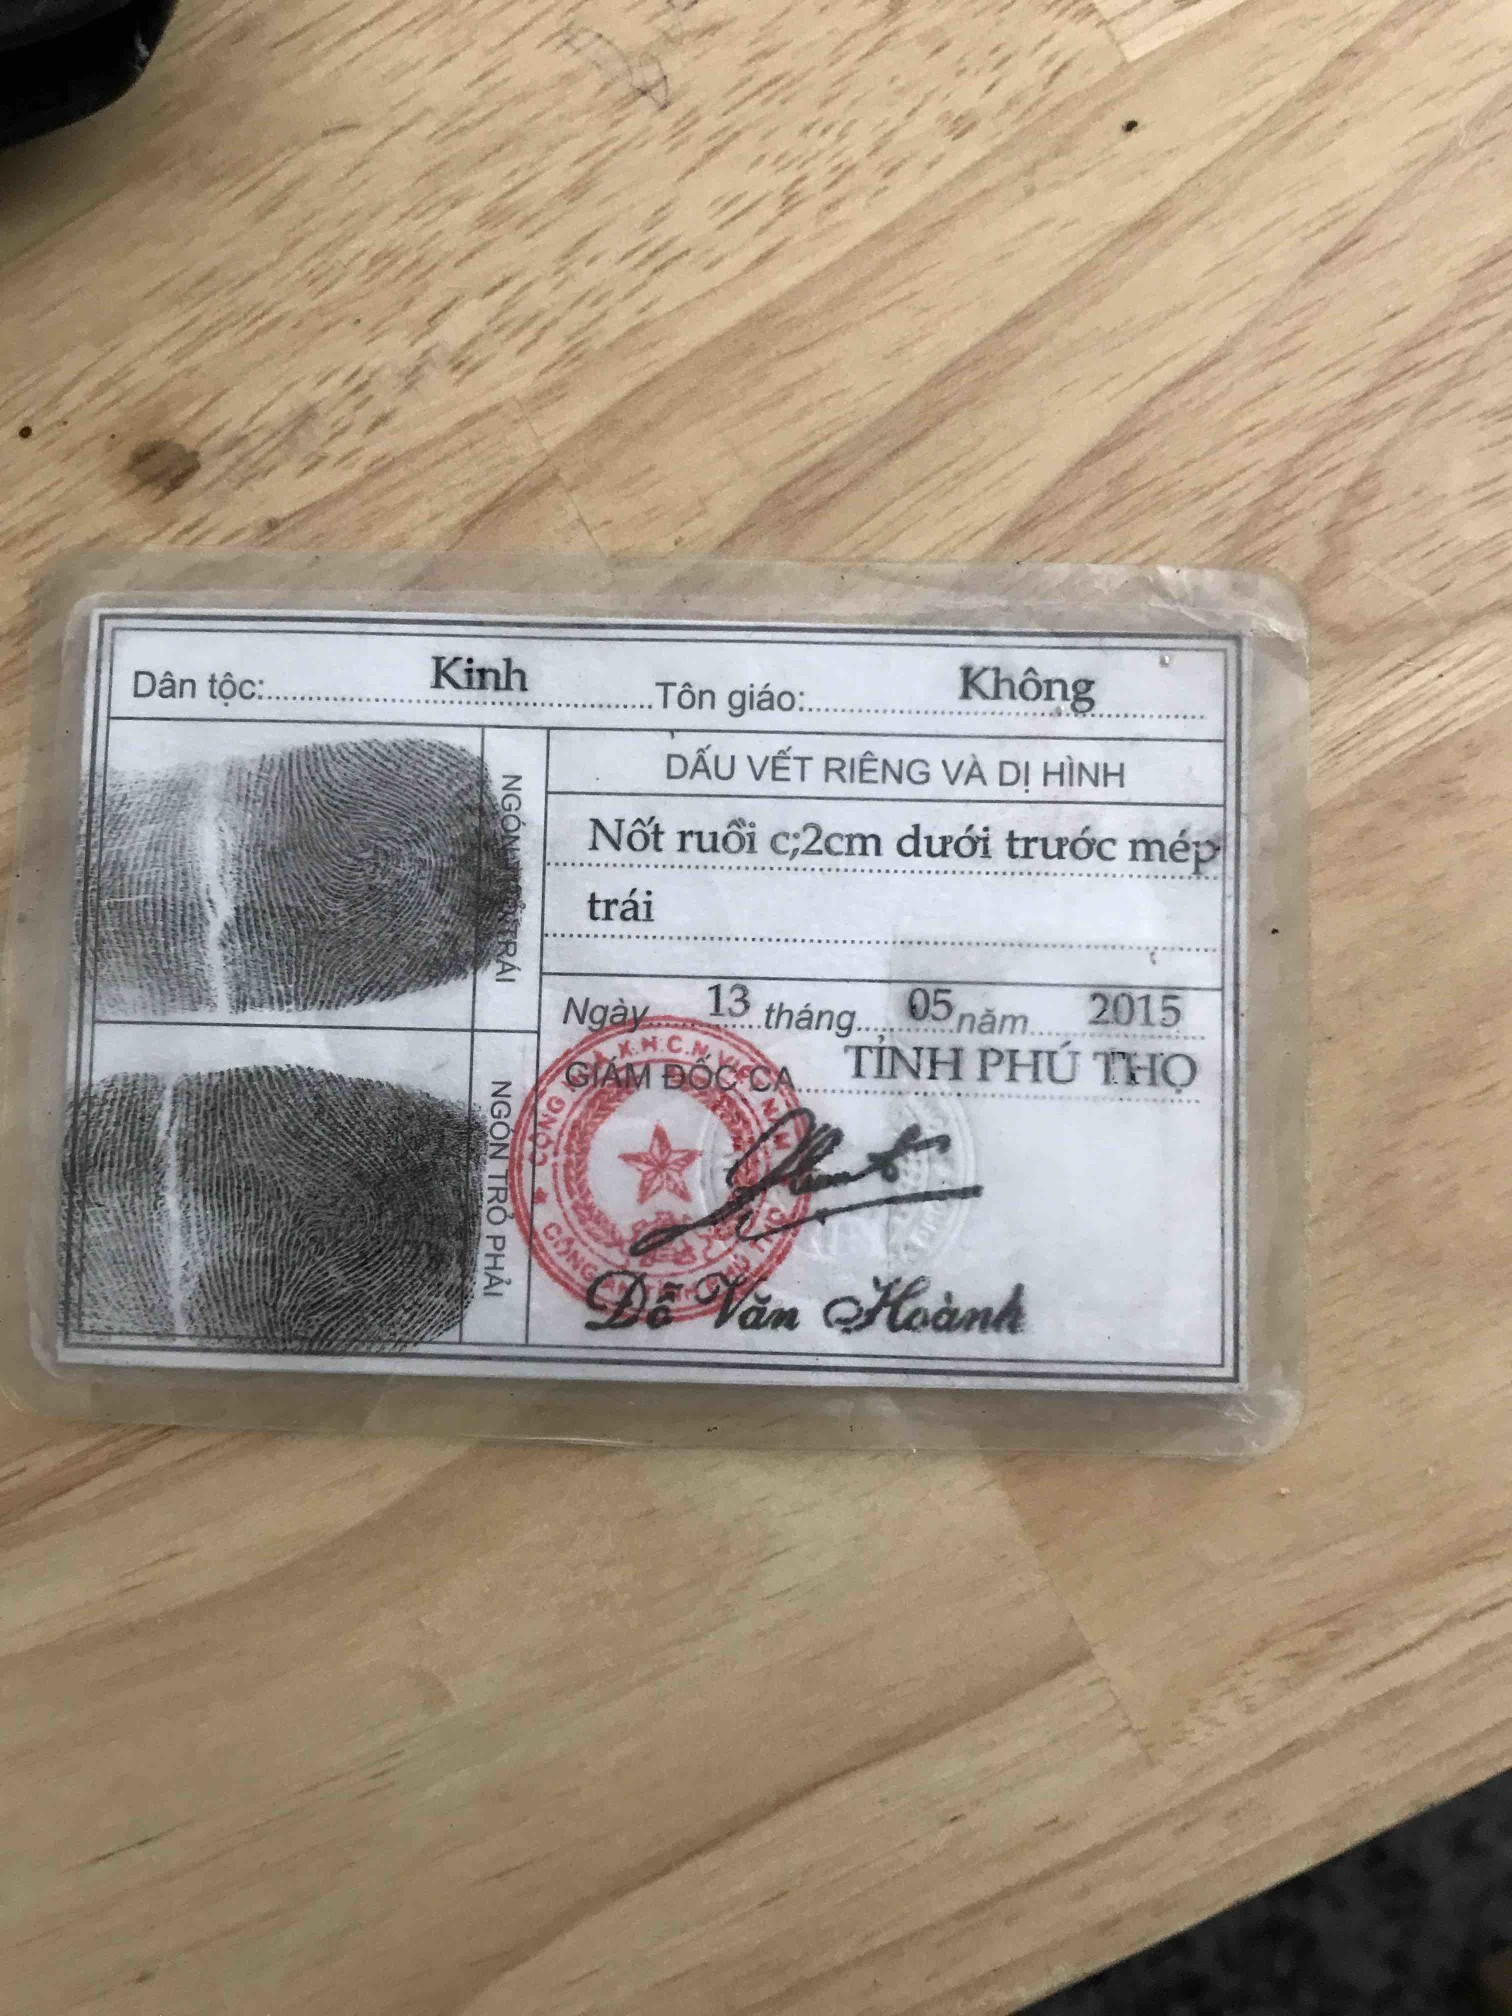 Dân tộc: Kinh Tôn giáo: Không
NGÓN TRỎ TRÁI
DẤU VẾT RIÊNG VÀ DỊ HÌNH
Nốt ruồi c;2cm dưới trước mép
trái
Ngày 13 tháng 05 năm 2015
GIÁM ĐỐC CA TỈNH PHÚ THỌ
NGÓN TRỎ PHẢI
Đỗ Văn Hoành